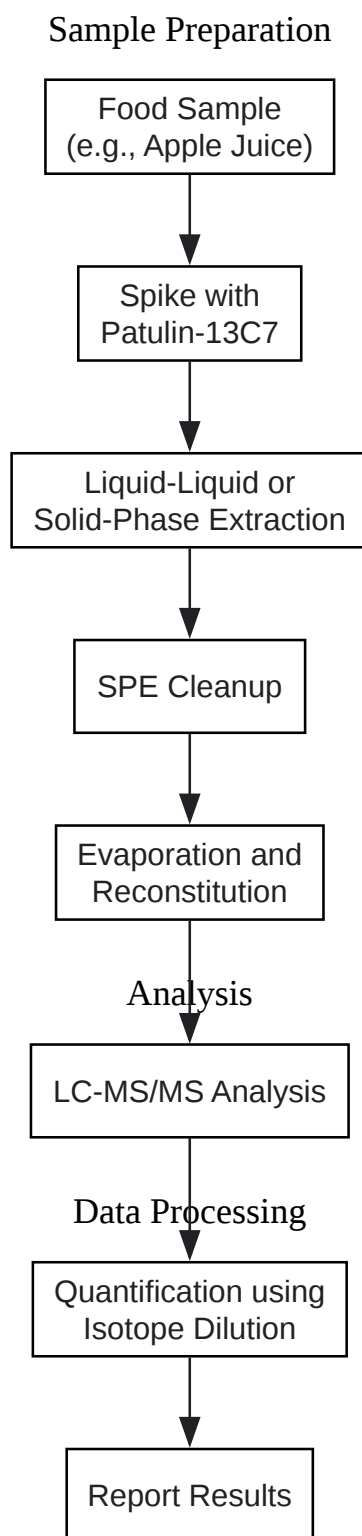 Sample Preparation
Food Sample
(e.g., Apple Juice)
Spike with
Patulin-13C7
Liquid-Liquid or
Solid-Phase Extraction
SPE Cleanup
Evaporation and
Reconstitution
Analysis
LC-MS/MS Analysis
Data Processing
Quantification using
Isotope Dilution
Report Results